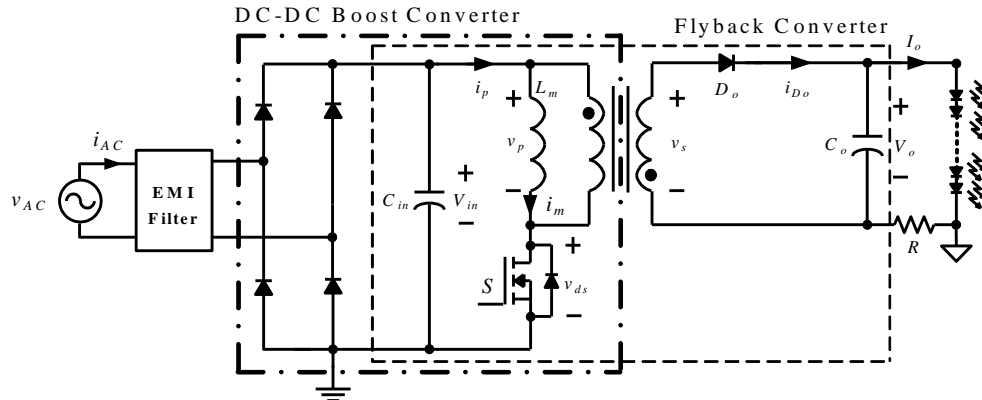 DC-DC Boost Converter
Flyback Converter
i_p
L_m
D_o
i_Do
I_o
i_AC
v_AC
EMI
Filter
C_in
V_in
v_p
i_m
v_s
C_o
V_o
S
v_ds
R